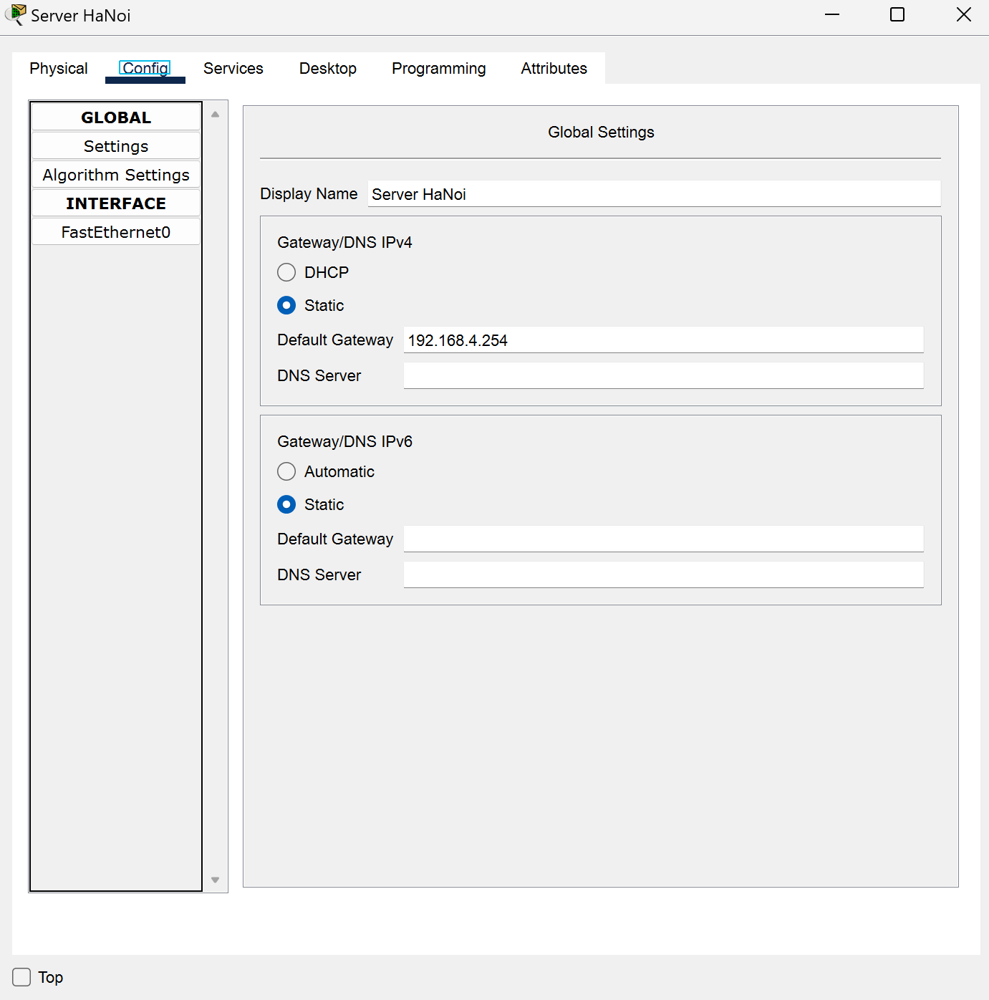 Server HaNoi
Physical Config Services Desktop Programming Attributes
GLOBAL
Settings
Algorithm Settings
INTERFACE
FastEthernet0
Global Settings
Display Name Server HaNoi
Gateway/DNS IPv4
DHCP
Static
Default Gateway 192.168.4.254
DNS Server
Gateway/DNS IPv6
Automatic
Static
Default Gateway
DNS Server
Top